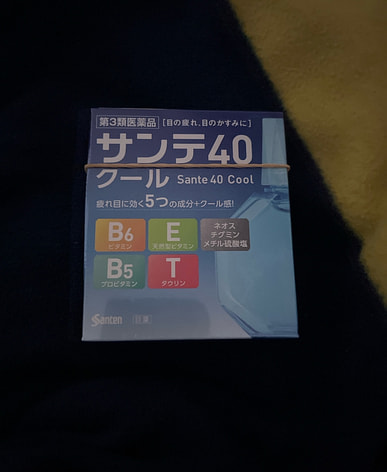 第3類医薬品 [目の疲れ、目のかすみに]
サンテ40
クール Sante 40 Cool
疲れ目に効く5つの成分+クール感!
B6
ビタミン
E
天然型ビタミン
ネオス
チグミン
メチル硫酸塩
B5
プロビタミン
T
タウリン
Santen